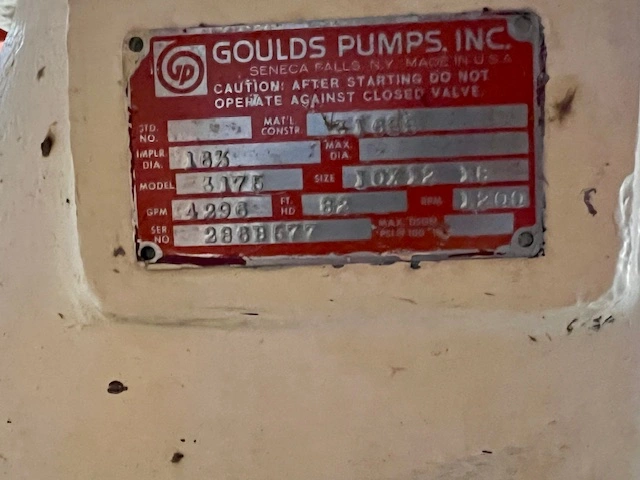 GP GOULDS PUMPS, INC.
SENECA FALLS, N.Y. MADE IN U.S.A.
CAUTION: AFTER STARTING DO NOT
OPERATE AGAINST CLOSED VALVE.
STD. NO. MAT'L. CONSTR.
IMPLR. DIA. MAX. DIA.
MODEL 3175 SIZE 10X12
GPM 4296 FT. HD 82 RPM 1200
SER. NO. MAX. DSGN.